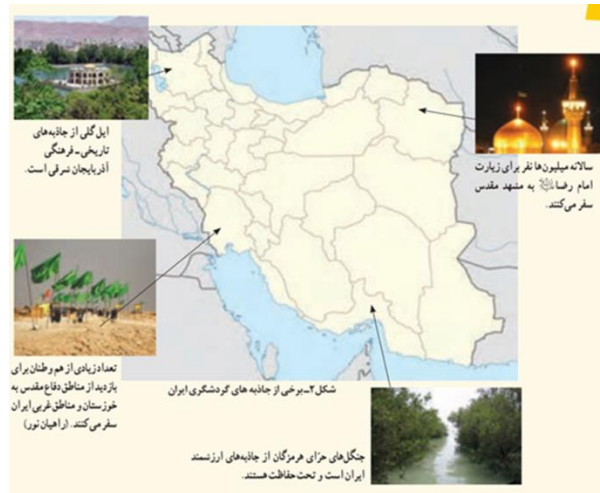 سالانه میلیون‌ها نفر برای زیارت
امام رضا به مشهد مقدس
سفر می‌کنند.
ایل‌گلی از جاذبه‌های
تاریخی ـ فرهنگی
آذربایجان شرقی است.
تعداد زیادی از هم وطنان برای
بازدید از مناطق دفاع مقدس به
خوزستان و مناطق غربی ایران
سفر می‌کنند. (راهیان نور)
شکل ۲ـ برخی از جاذبه های گردشگری ایران
جنگل‌های حرّای هرمزگان از جاذبه‌های ارزشمند
ایران است و تحت حفاظت هستند.